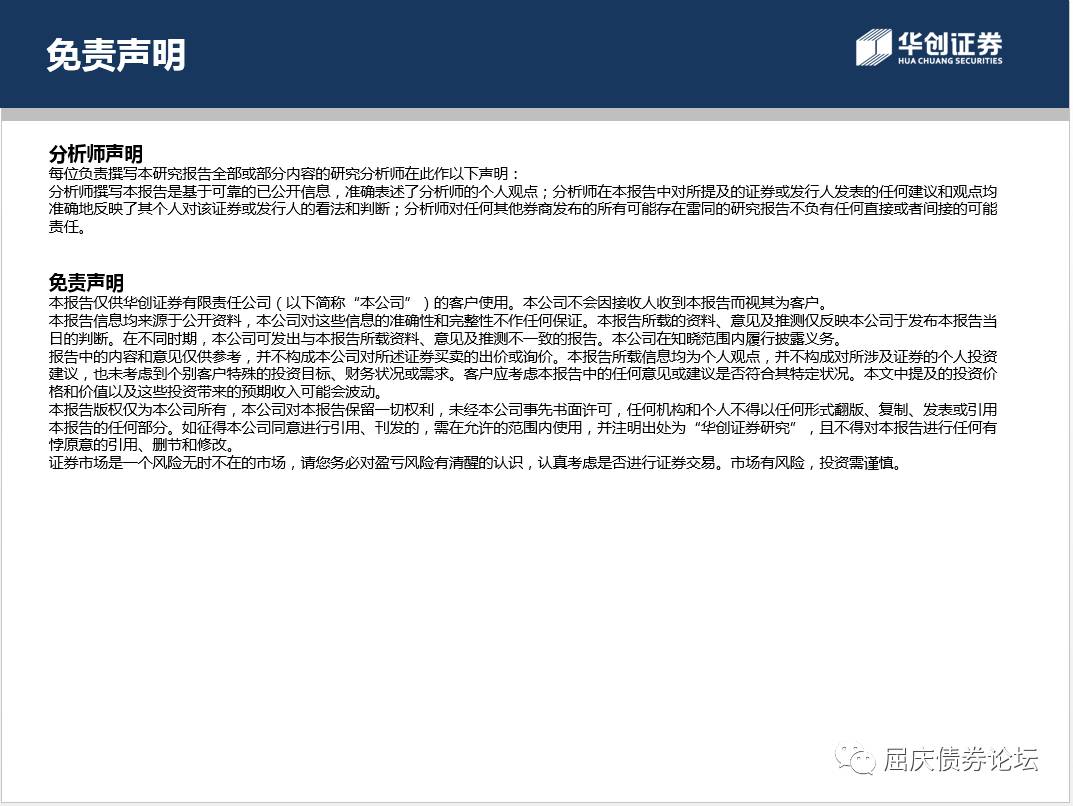 免责声明
华创证券
HUA CHUANG SECURITIES
分析师声明
每位负责撰写本研究报告全部或部分内容的研究分析师在此作以下声明：
分析师撰写本报告是基于可靠的已公开信息，准确表述了分析师的个人观点；分析师在本报告中对所提及的证券或发行人发表的任何建议和观点均
准确地反映了其个人对该证券或发行人的看法和判断；分析师对任何其他券商发布的所有可能存在雷同的研究报告不负有任何直接或者间接的可能
责任。
免责声明
本报告仅供华创证券有限责任公司（以下简称“本公司”）的客户使用。本公司不会因接收人收到本报告而视其为客户。
本报告信息均来源于公开资料，本公司对这些信息的准确性和完整性不作任何保证。本报告所载的资料、意见及推测仅反映本公司于发布本报告当
日的判断。在不同时期，本公司可发出与本报告所载资料、意见及推测不一致的报告。本公司在知晓范围内履行披露义务。
报告中的内容和意见仅供参考，并不构成本公司对所述证券买卖的出价或询价。本报告所载信息均为个人观点，并不构成对所涉及证券的个人投资
建议，也未考虑到个别客户特殊的投资目标、财务状况或需求。客户应考虑本报告中的任何意见或建议是否符合其特定状况。本文中提及的投资价
格和价值以及这些投资带来的预期收入可能会波动。
本报告版权仅为本公司所有，本公司对本报告保留一切权利，未经本公司事先书面许可，任何机构和个人不得以任何形式翻版、复制、发表或引用
本报告的任何部分。如征得本公司同意进行引用、刊发的，需在允许的范围内使用，并注明出处为“华创证券研究”，且不得对本报告进行任何有
悖原意的引用、删节和修改。
证券市场是一个风险无时不在的市场，请您务必对盈亏风险有清醒的认识，认真考虑是否进行证券交易。市场有风险，投资需谨慎。
屈庆债券论坛